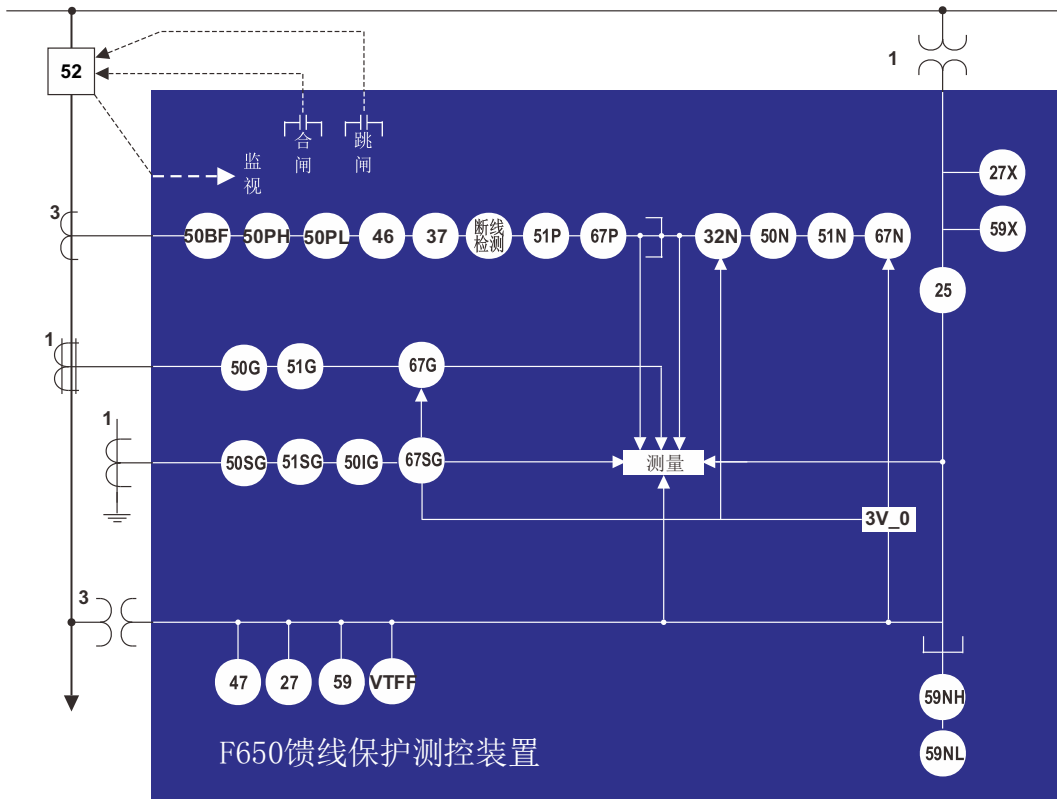 1
52
合闸
跳闸
监视
27X
3
50BF
50PH
50PL
46
37
断线
检测
51P
67P
32N
50N
51N
67N
59X
25
1
50G
51G
67G
1
50SG
51SG
50IG
67SG
测量
3V_0
3
47
27
59
VTFF
59NH
59NL
F650馈线保护测控装置